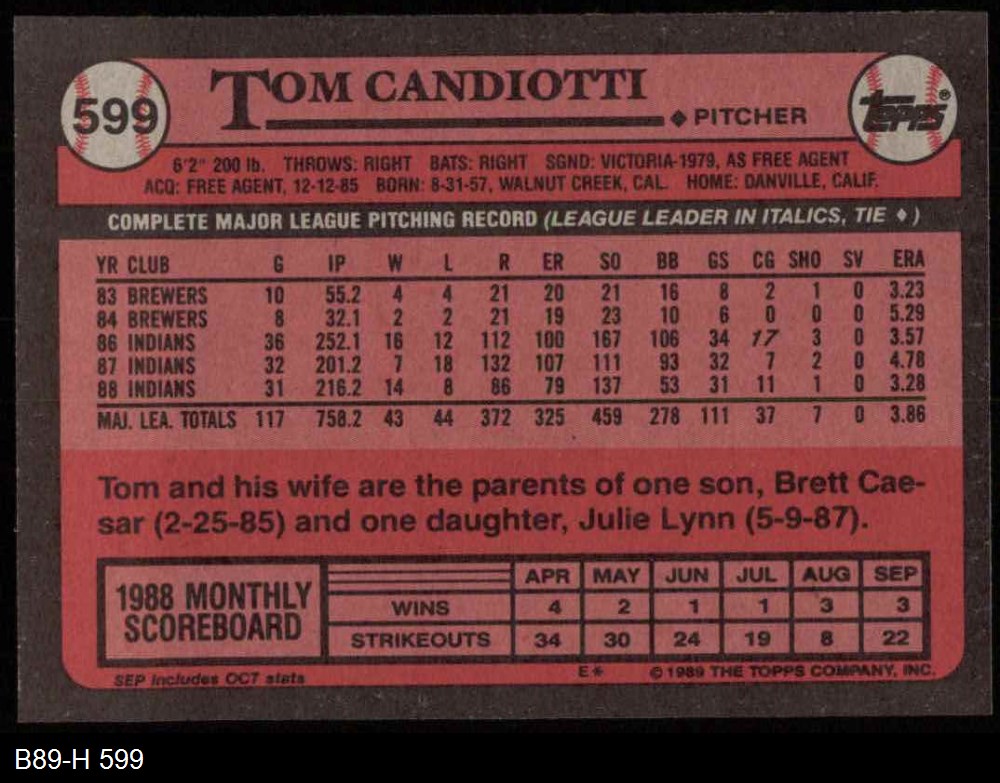 599
TOM CANDIOTTI
♦ PITCHER
TOPPS®
6'2" 200 lb. THROWS: RIGHT BATS: RIGHT SGND: VICTORIA-1979, AS FREE AGENT
ACQ: FREE AGENT, 12-12-85 BORN: 8-31-57, WALNUT CREEK, CAL. HOME: DANVILLE, CALIF.
COMPLETE MAJOR LEAGUE PITCHING RECORD (LEAGUE LEADER IN ITALICS, TIE ♦)
YR CLUB G IP W L R ER SO BB GS CG SHO SV ERA
83 BREWERS 10 55.2 4 4 21 20 21 16 8 2 1 0 3.23
84 BREWERS 8 32.1 2 2 21 19 23 10 6 0 0 0 5.29
86 INDIANS 36 252.1 16 12 112 100 167 106 34 17 3 0 3.57
87 INDIANS 32 201.2 7 18 132 107 111 93 32 7 2 0 4.78
88 INDIANS 31 216.2 14 8 86 79 137 53 31 11 1 0 3.28
MAJ. LEA. TOTALS 117 758.2 43 44 372 325 459 278 111 37 7 0 3.86
Tom and his wife are the parents of one son, Brett Cae-
sar (2-25-85) and one daughter, Julie Lynn (5-9-87).
1988 MONTHLY
SCOREBOARD
APR MAY JUN JUL AUG SEP
WINS 4 2 1 1 3 3
STRIKEOUTS 34 30 24 19 8 22
SEP Includes OCT stats
E* © 1989 THE TOPPS COMPANY, INC.
B89-H 599